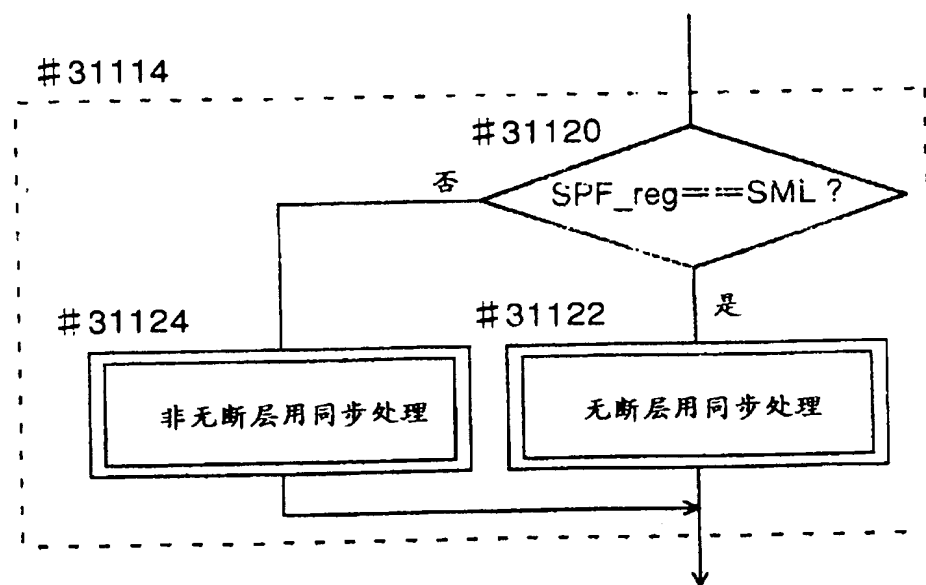 #31114
#31120
否
SPF_reg===SML?
是
#31124
#31122
非无断层用同步处理
无断层用同步处理